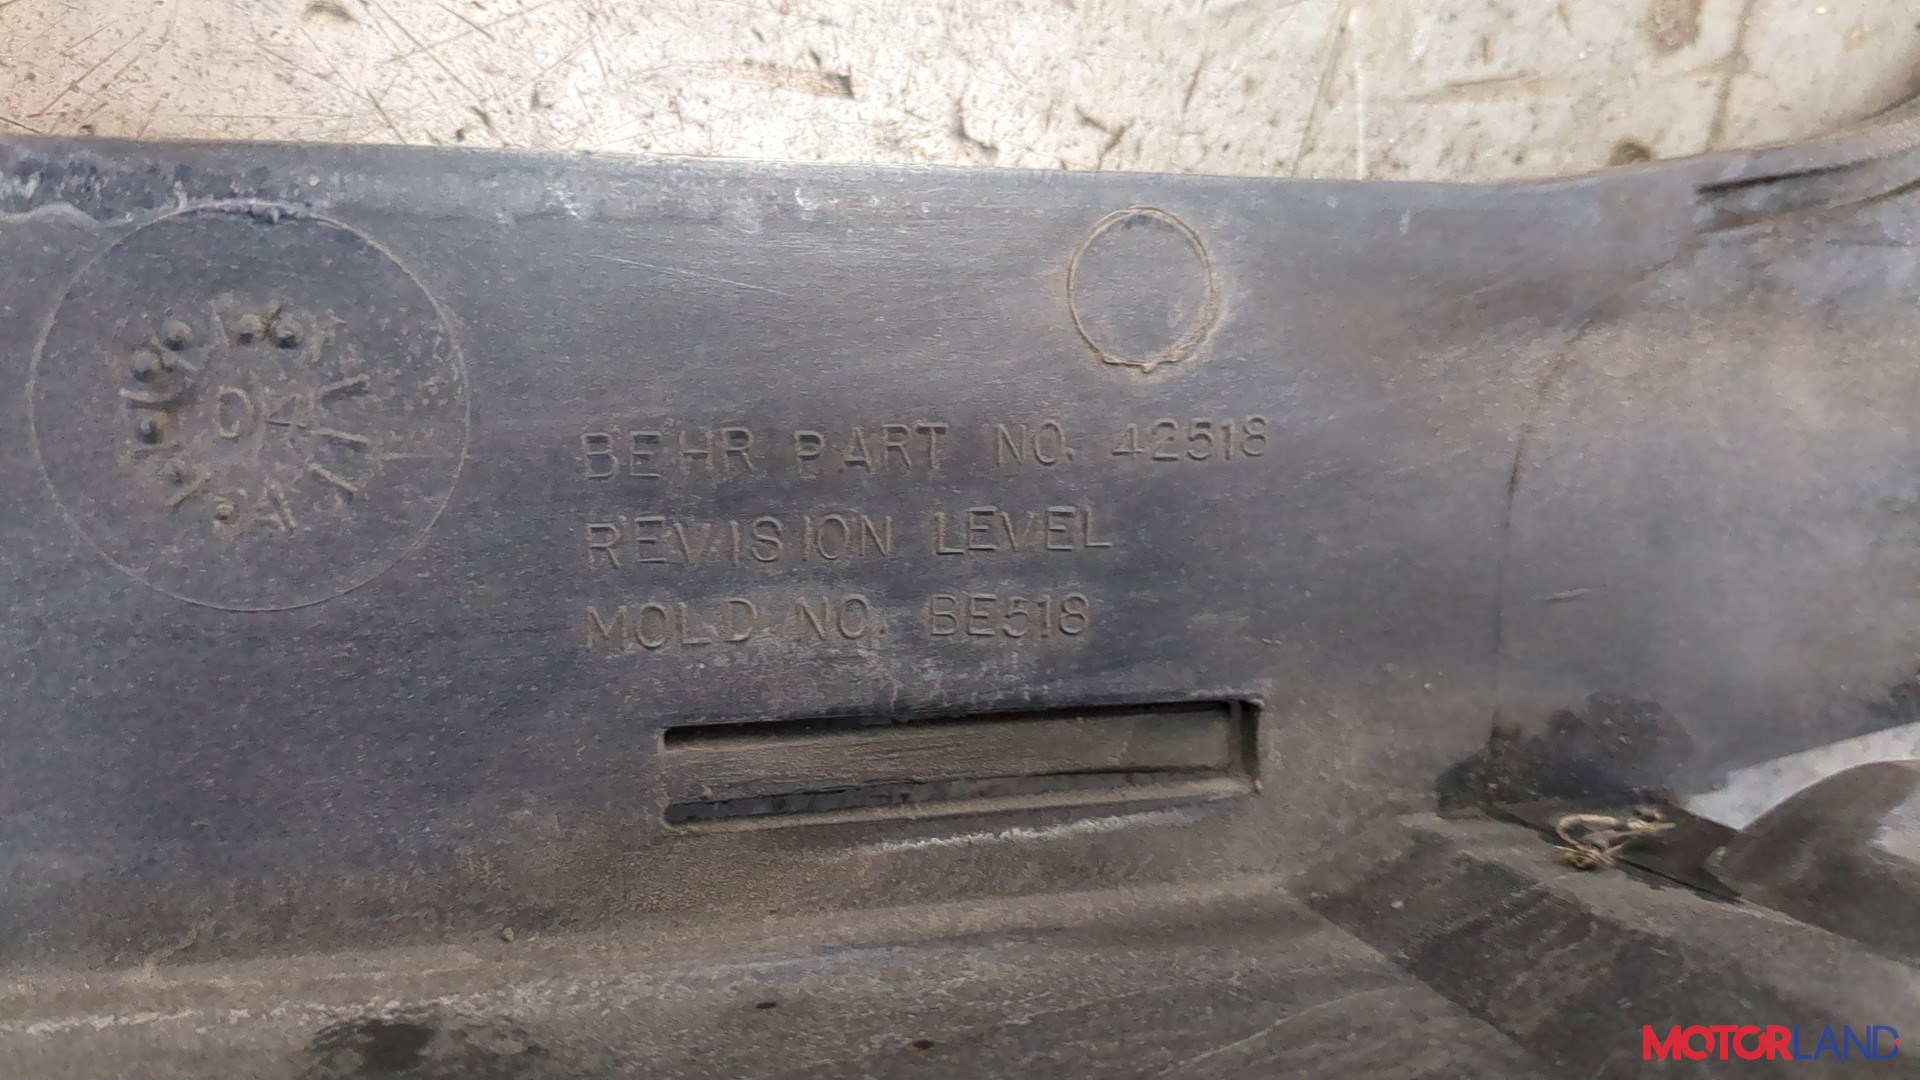 BEHR PART NO. 42518
REVISION LEVEL
MOLD NO. BE518
MOTORLAND